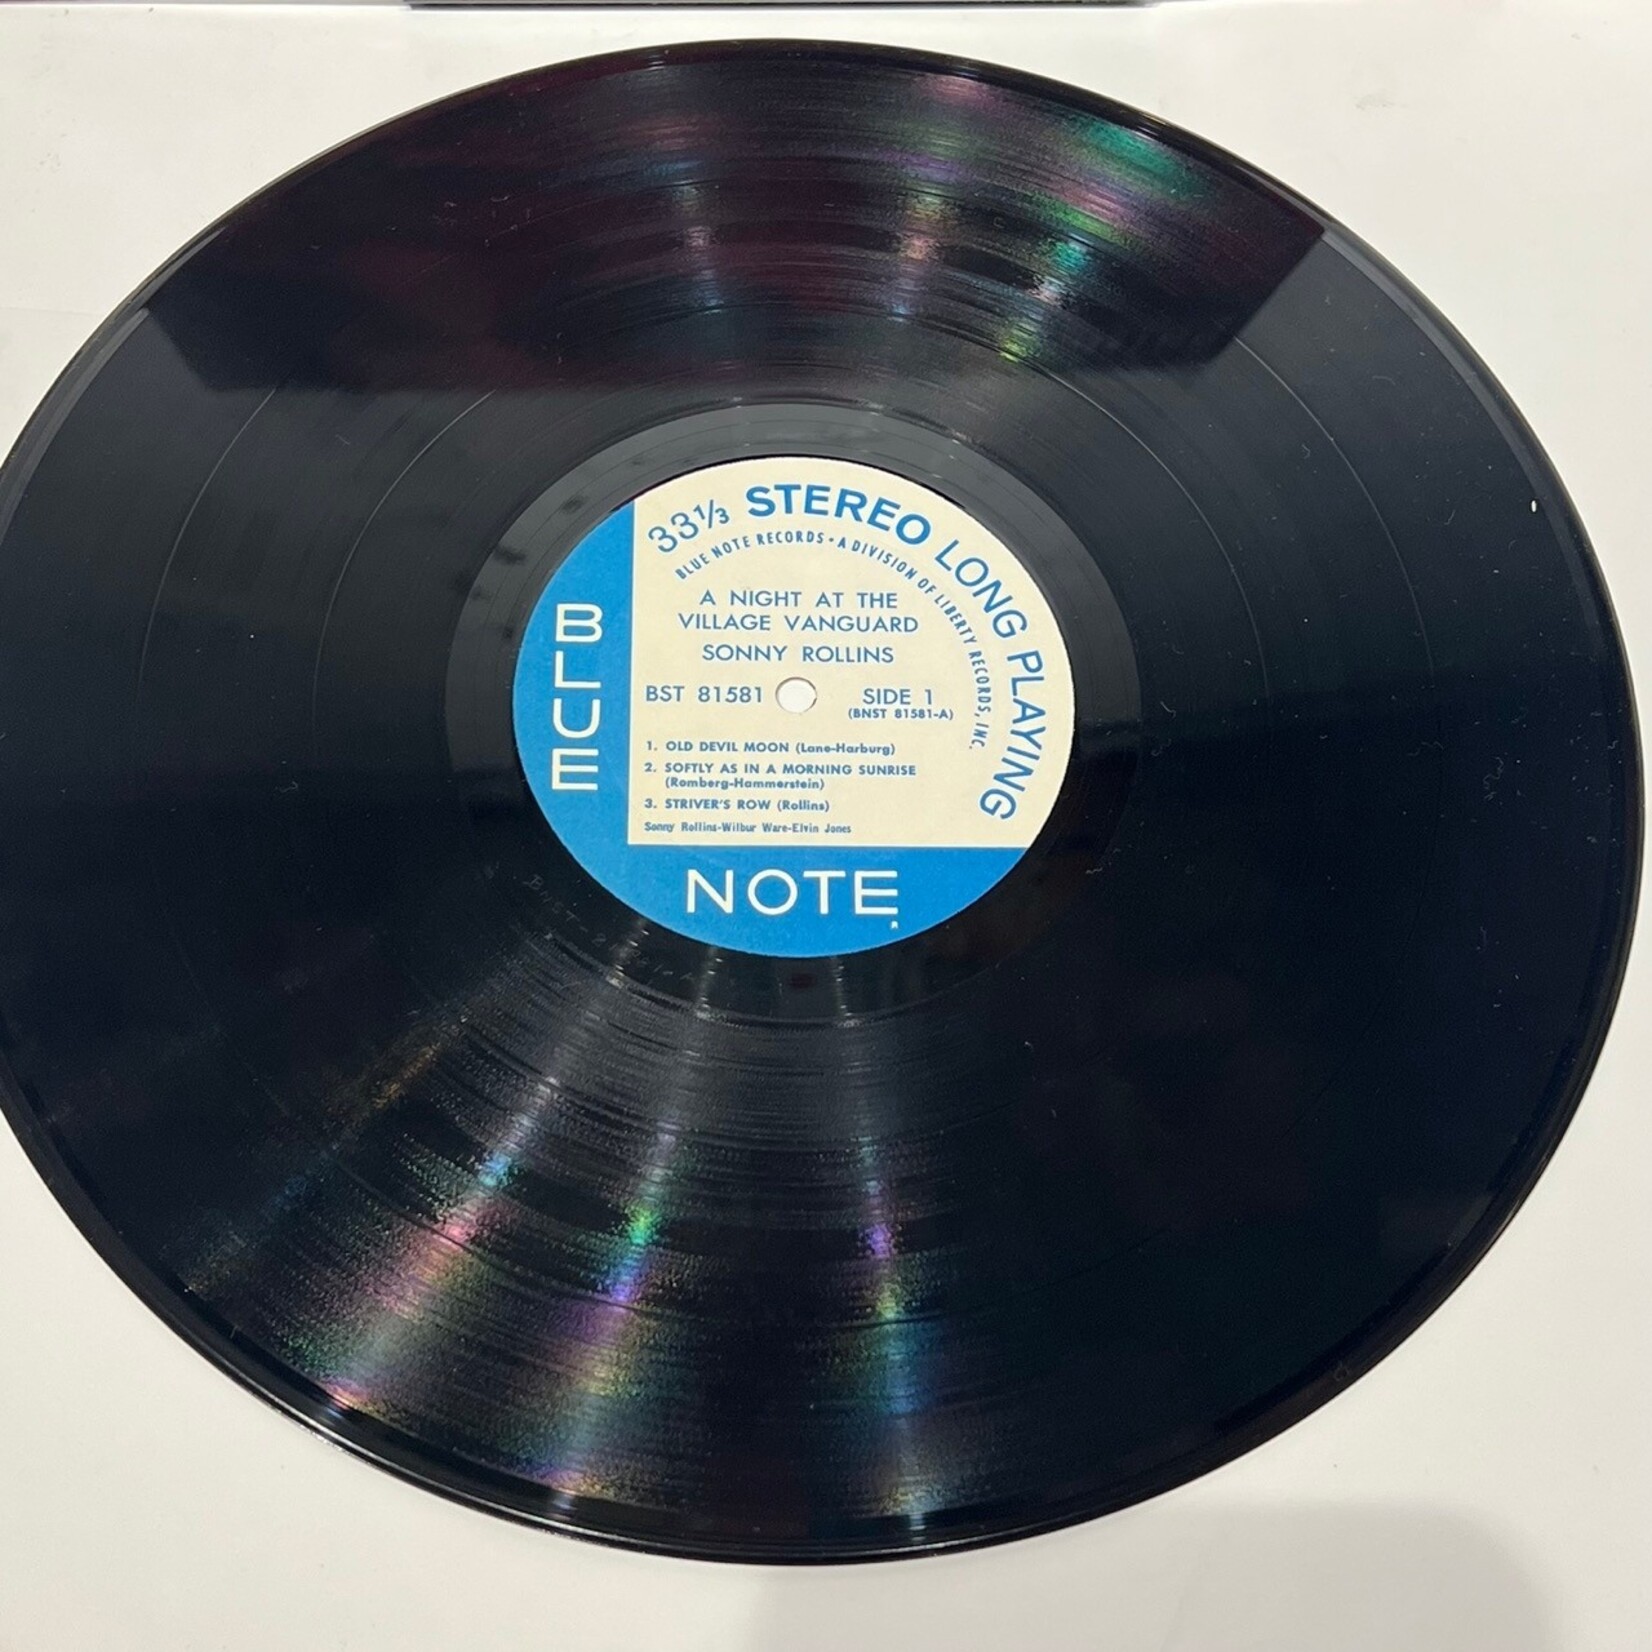 33⅓ STEREO LONG PLAYING
BLUE NOTE RECORDS • A DIVISION OF LIBERTY RECORDS, INC.
A NIGHT AT THE
VILLAGE VANGUARD
SONNY ROLLINS
BST 81581
SIDE 1
(BNST 81581-A)
1. OLD DEVIL MOON (Lane-Harburg)
2. SOFTLY AS IN A MORNING SUNRISE
(Romberg-Hammerstein)
3. STRIVER'S ROW (Rollins)
Sonny Rollins-Wilbur Ware-Elvin Jones
BLUE
NOTE